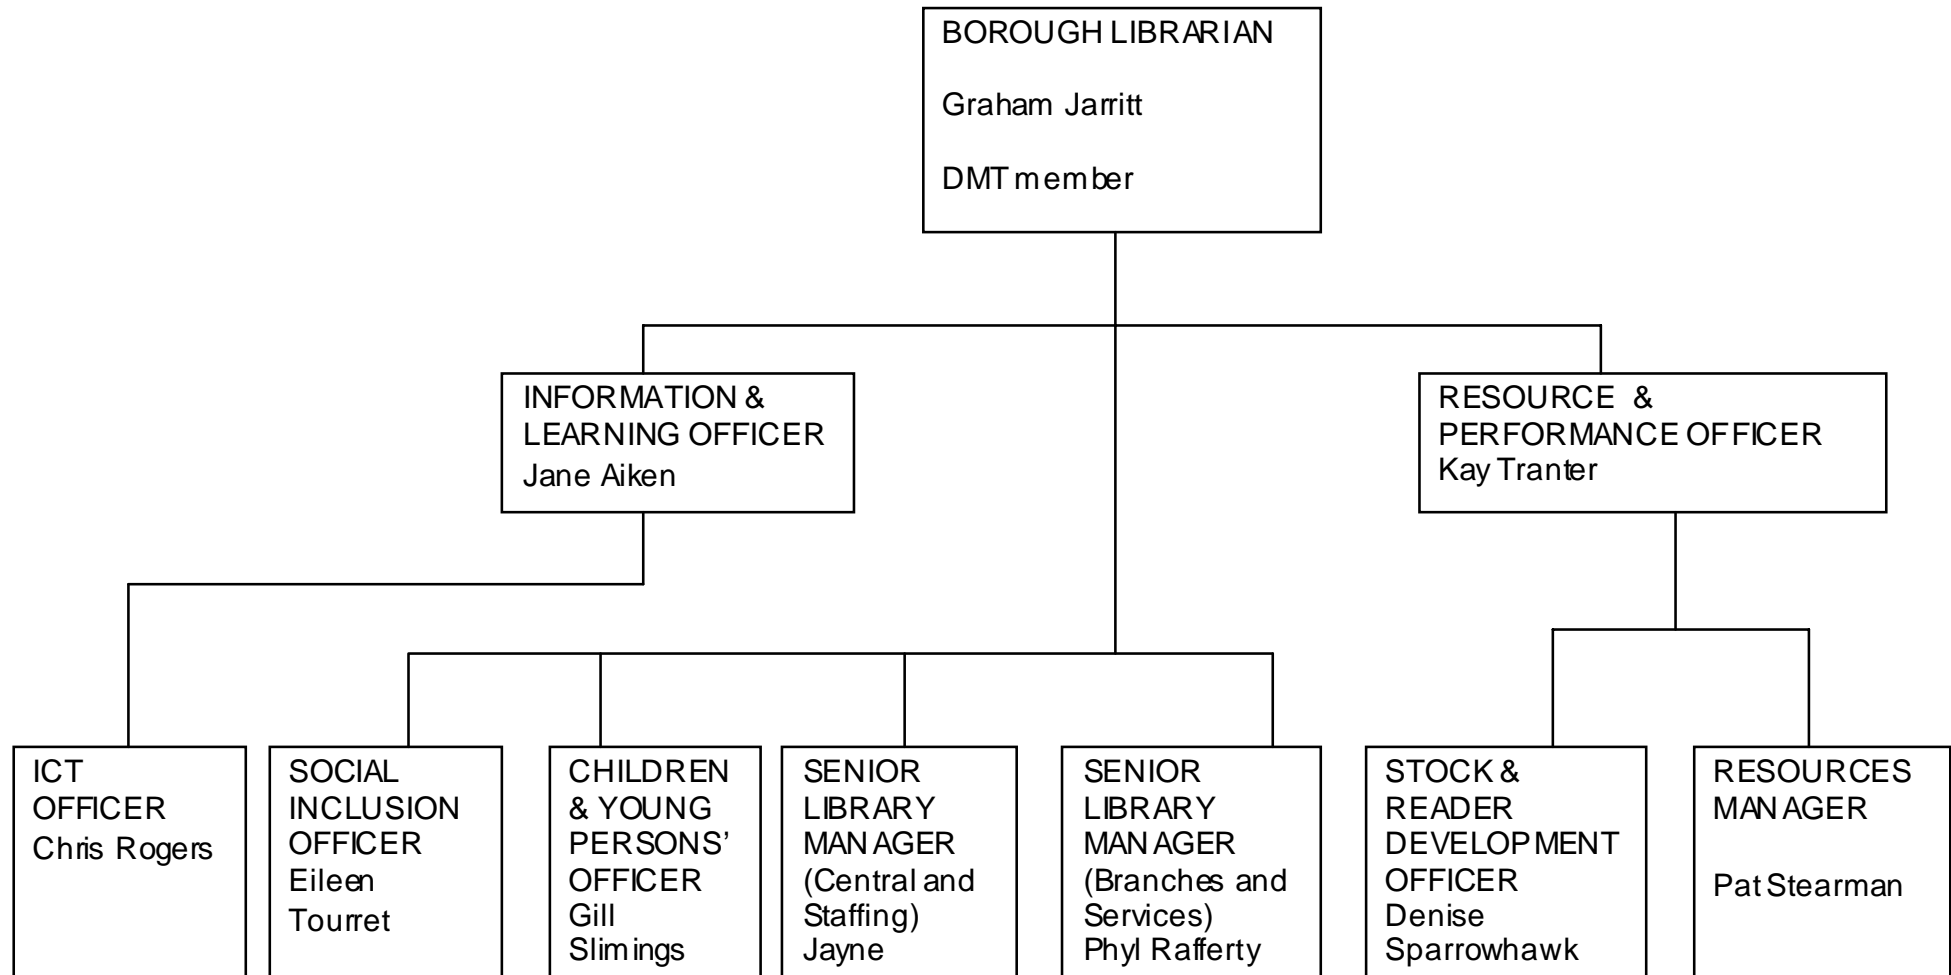 BOROUGH LIBRARIAN
Graham Jarritt
DMT member
INFORMATION &
LEARNING OFFICER
Jane Aiken
RESOURCE &
PERFORMANCE OFFICER
Kay Tranter
ICT
OFFICER
Chris Rogers
SOCIAL
INCLUSION
OFFICER
Eileen
Tourret
CHILDREN
& YOUNG
PERSONS’
OFFICER
Gill
Slimings
SENIOR
LIBRARY
MANAGER
(Central and
Staffing)
Jayne
SENIOR
LIBRARY
MANAGER
(Branches and
Services)
Phyl Rafferty
STOCK &
READER
DEVELOPMENT
OFFICER
Denise
Sparrowhawk
RESOURCES
MANAGER
Pat Stearman